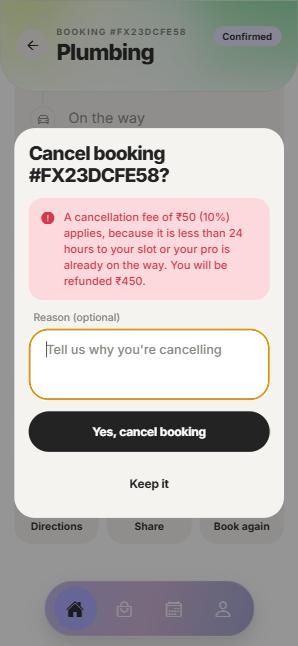 BOOKING #FX23DCFE58
Plumbing
Confirmed
On the way
Cancel booking
#FX23DCFE58?
A cancellation fee of ₹50 (10%)
applies, because it is less than 24
hours to your slot or your pro is
already on the way. You will be
refunded ₹450.
Reason (optional)
Tell us why you're cancelling
Yes, cancel booking
Keep it
Directions
Share
Book again